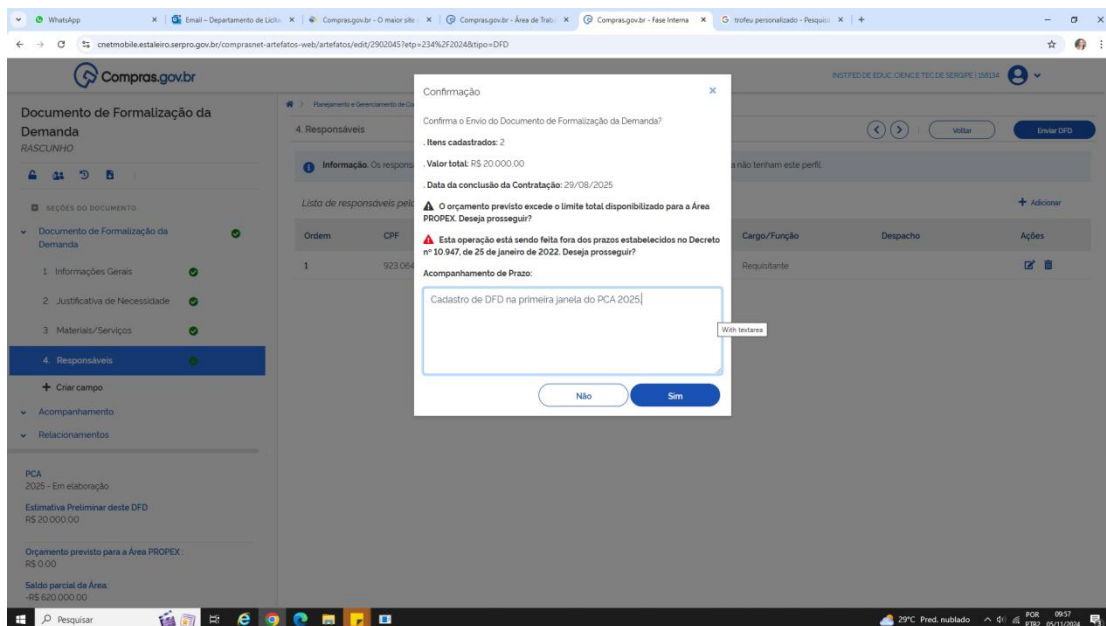 WhatsApp
Email – Departamento de Licita
Compras.gov.br - O maior site
Compras.gov.br - Área de Trab
Compras.gov.br - Fase Interna
trofeu personalizado - Pesquis
cnetmobile.estaleiro.serpro.gov.br/comprasnet-artefatos-web/artefatos/edit/2902045?etp=234%2F2024&tipo=DFD
Compras.gov.br
INST.FED.DE EDUC.,CIENC.E TEC.DE SERGIPE | 158134
Documento de Formalização da
Demanda
RASCUNHO
SEÇÕES DO DOCUMENTO
Documento de Formalização da
Demanda
1. Informações Gerais
2. Justificativa de Necessidade
3. Materiais/Serviços
4. Responsáveis
+ Criar campo
Acompanhamento
Relacionamentos
PCA
2025 - Em elaboração
Estimativa Preliminar deste DFD
R$ 20.000,00
Orçamento previsto para a Área PROPEX :
R$ 0,00
Saldo parcial da Área:
-R$ 620.000,00
Planejamento e Gerenciamento de Co
4. Responsáveis
Voltar
Enviar DFD
Informação. Os respons
a não tenham este perfil.
Lista de responsáveis pelo
+ Adicionar
Ordem CPF Cargo/Função Despacho Ações
1 923.064 Requisitante
Confirmação
Confirma o Envio do Documento de Formalização da Demanda?
. Itens cadastrados: 2
. Valor total: R$ 20.000,00
. Data da conclusão da Contratação: 29/08/2025
O orçamento previsto excede o limite total disponibilizado para a Área
PROPEX. Deseja prosseguir?
Esta operação está sendo feita fora dos prazos estabelecidos no Decreto
nº 10.947, de 25 de janeiro de 2022. Deseja prosseguir?
Acompanhamento de Prazo:
Cadastro de DFD na primeira janela do PCA 2025.
With textarea
Não
Sim
Pesquisar
29°C Pred. nublado
POR
PTB2
09:57
05/11/2024